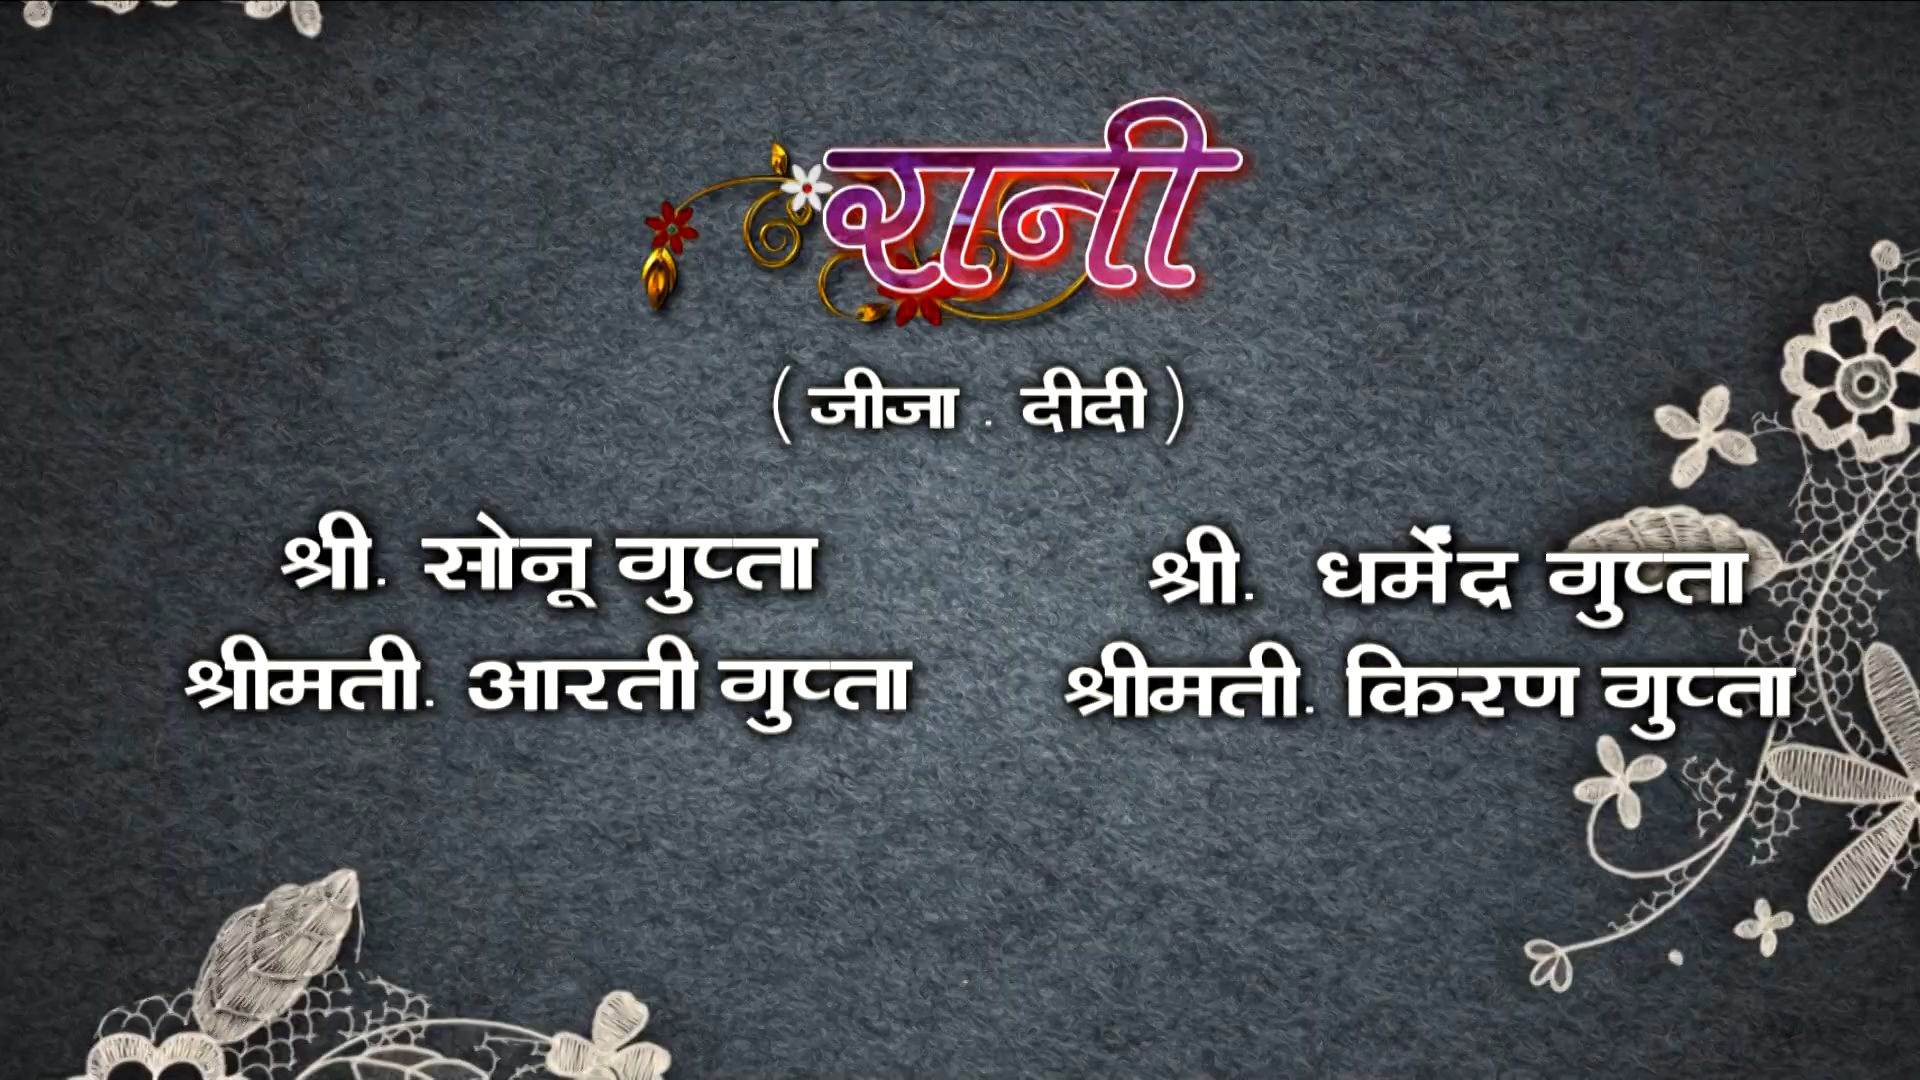 रानी
( जीजा . दीदी )
श्री. सोनू गुप्ता
श्रीमती. आरती गुप्ता
श्री. धर्मेंद्र गुप्ता
श्रीमती. किरण गुप्ता